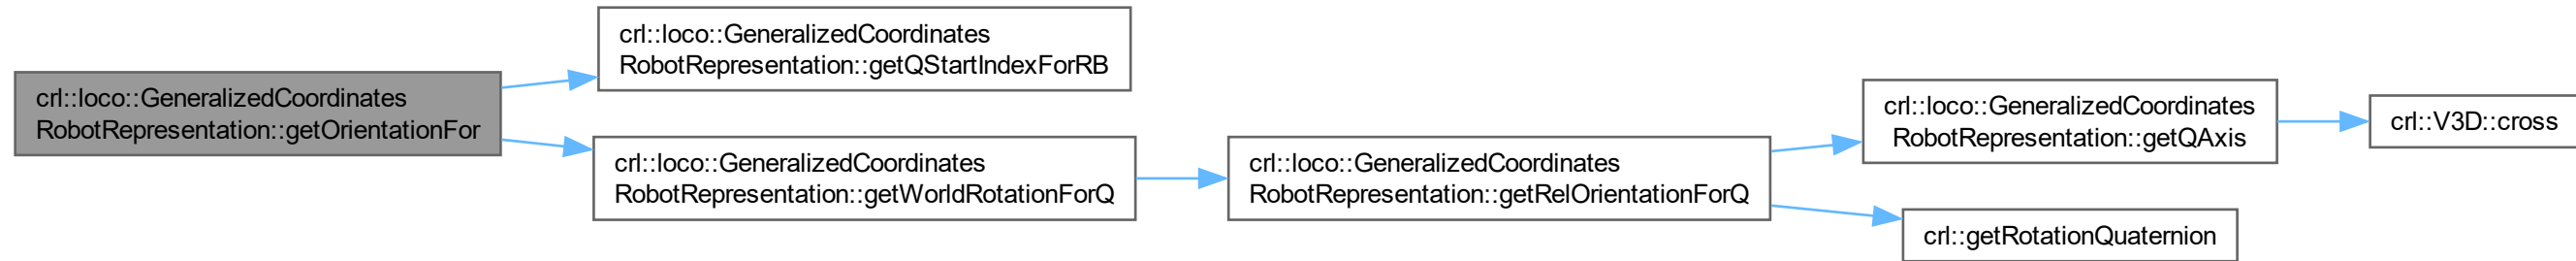 crl::loco::GeneralizedCoordinates
RobotRepresentation::getOrientationFor
crl::loco::GeneralizedCoordinates
RobotRepresentation::getQStartIndexForRB
crl::loco::GeneralizedCoordinates
RobotRepresentation::getWorldRotationForQ
crl::loco::GeneralizedCoordinates
RobotRepresentation::getRelOrientationForQ
crl::loco::GeneralizedCoordinates
RobotRepresentation::getQAxis
crl::V3D::cross
crl::getRotationQuaternion